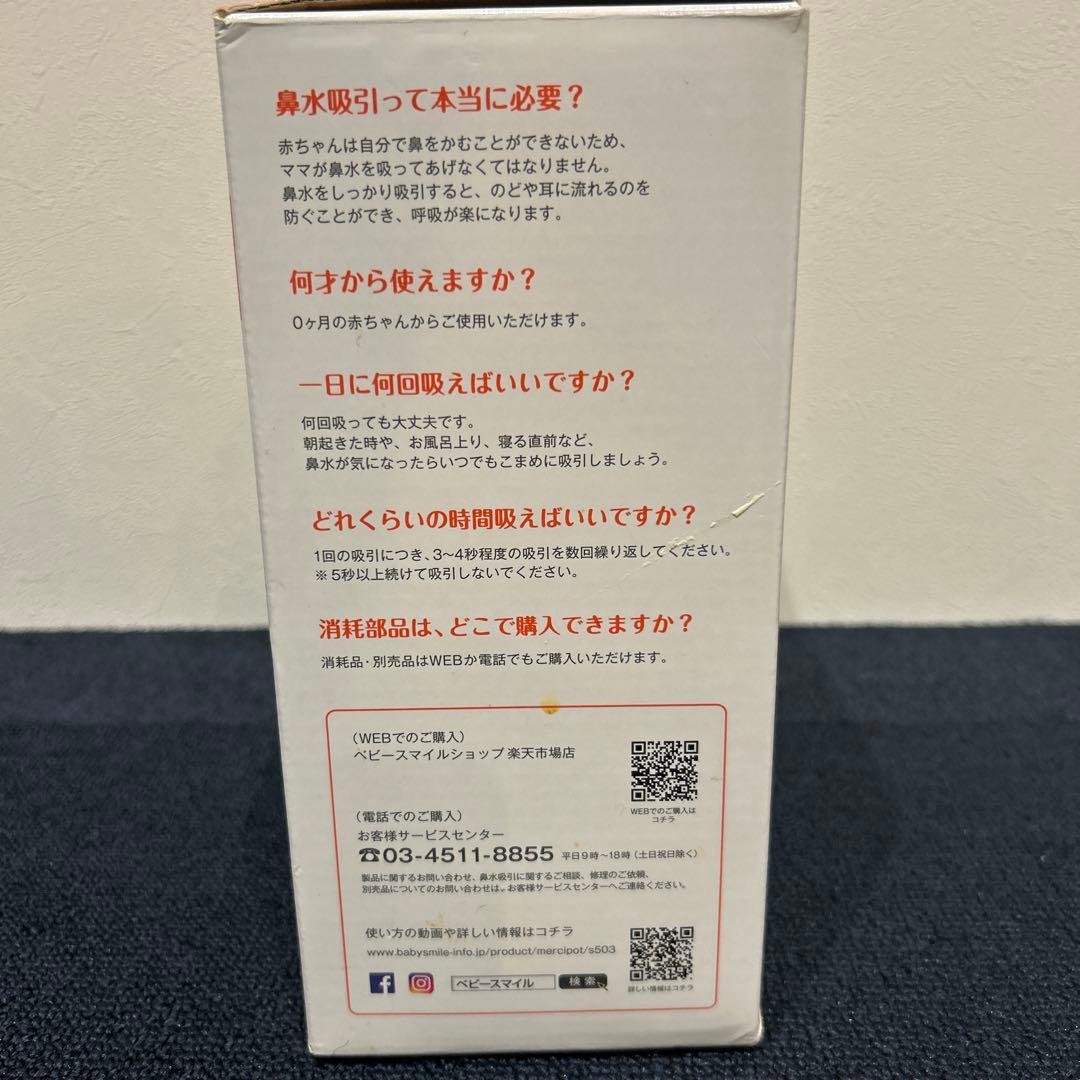 鼻水吸引って本当に必要？
赤ちゃんは自分で鼻をかむことができないため、
ママが鼻水を吸ってあげなくてはなりません。
鼻水をしっかり吸引すると、のどや耳に流れるのを
防ぐことができ、呼吸が楽になります。
何才から使えますか？
0ヶ月の赤ちゃんからご使用いただけます。
一日に何回吸えばいいですか？
何回吸っても大丈夫です。
朝起きた時や、お風呂上り、寝る直前など、
鼻水が気になったらいつでもこまめに吸引しましょう。
どれくらいの時間吸えばいいですか？
1回の吸引につき、3〜4秒程度の吸引を数回繰り返してください。
※5秒以上続けて吸引しないでください。
消耗部品は、どこで購入できますか？
消耗品・別売品はWEBか電話でもご購入いただけます。
（WEBでのご購入）
ベビースマイルショップ 楽天市場店
WEBでのご購入は
コチラ
（電話でのご購入）
お客様サービスセンター
☎03-4511-8855 平日9時〜18時（土日祝日除く）
製品に関するお問い合わせ、鼻水吸引に関するご相談、修理のご依頼、
別売品についてのお問い合わせは、お客様サービスセンターへご連絡ください。
使い方の動画や詳しい情報はコチラ
www.babysmile-info.jp/product/mercipot/s503
ベビースマイル 検索
詳しい情報はコチラ